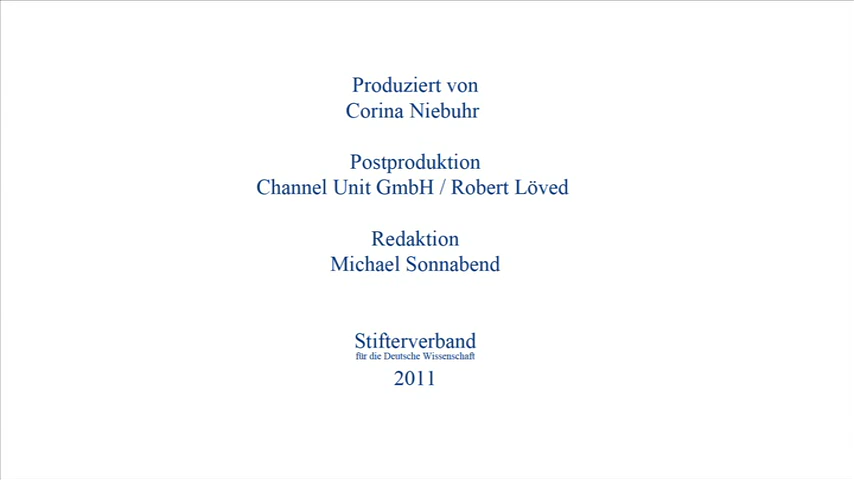 Produziert von
Corina Niebuhr
Postproduktion
Channel Unit GmbH / Robert Löved
Redaktion
Michael Sonnabend
Stifterverband
für die Deutsche Wissenschaft
2011